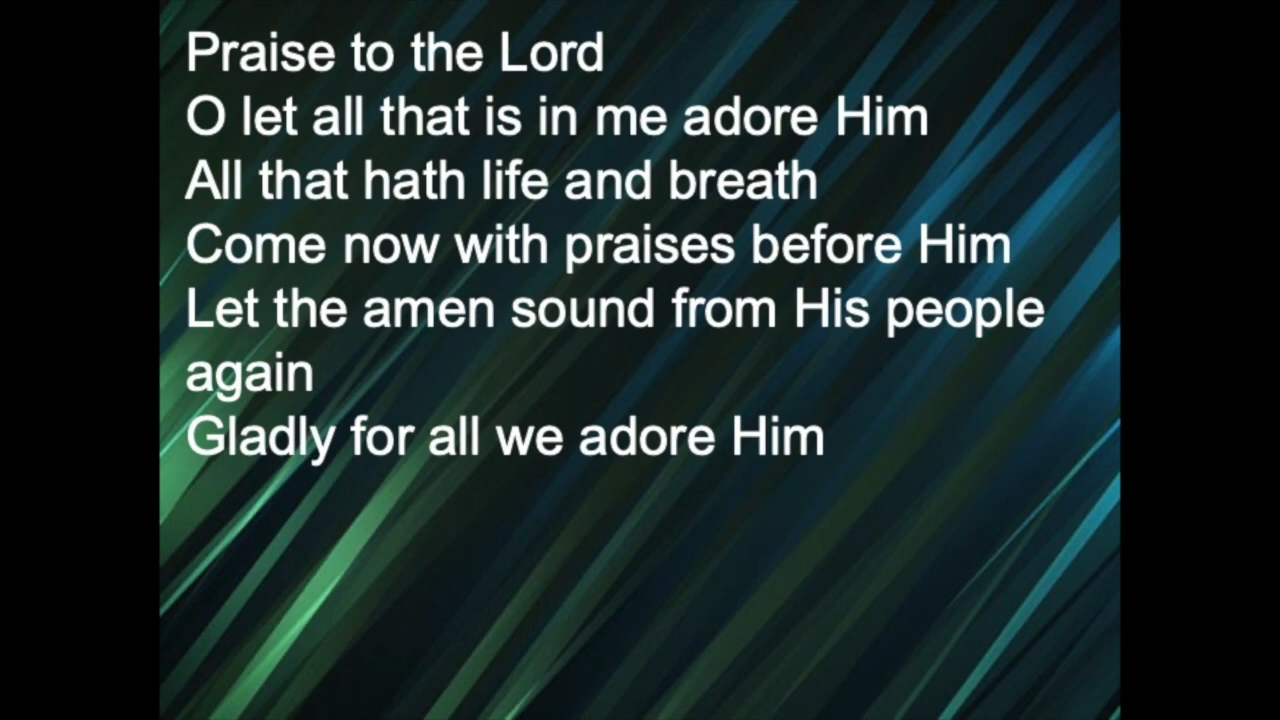 Praise to the Lord
O let all that is in me adore Him
All that hath life and breath
Come now with praises before Him
Let the amen sound from His people
again
Gladly for all we adore Him